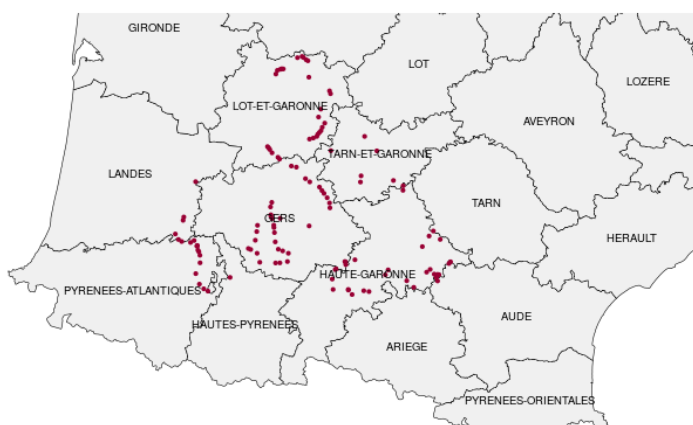 GIRONDE
LOT
LOZERE
LOT-ET-GARONNE
AVEYRON
TARN-ET-GARONNE
LANDES
TARN
GERS
HERAULT
HAUTE-GARONNE
PYRENEES-ATLANTIQUES
AUDE
HAUTES-PYRENEES
ARIEGE
PYRENEES-ORIENTALES